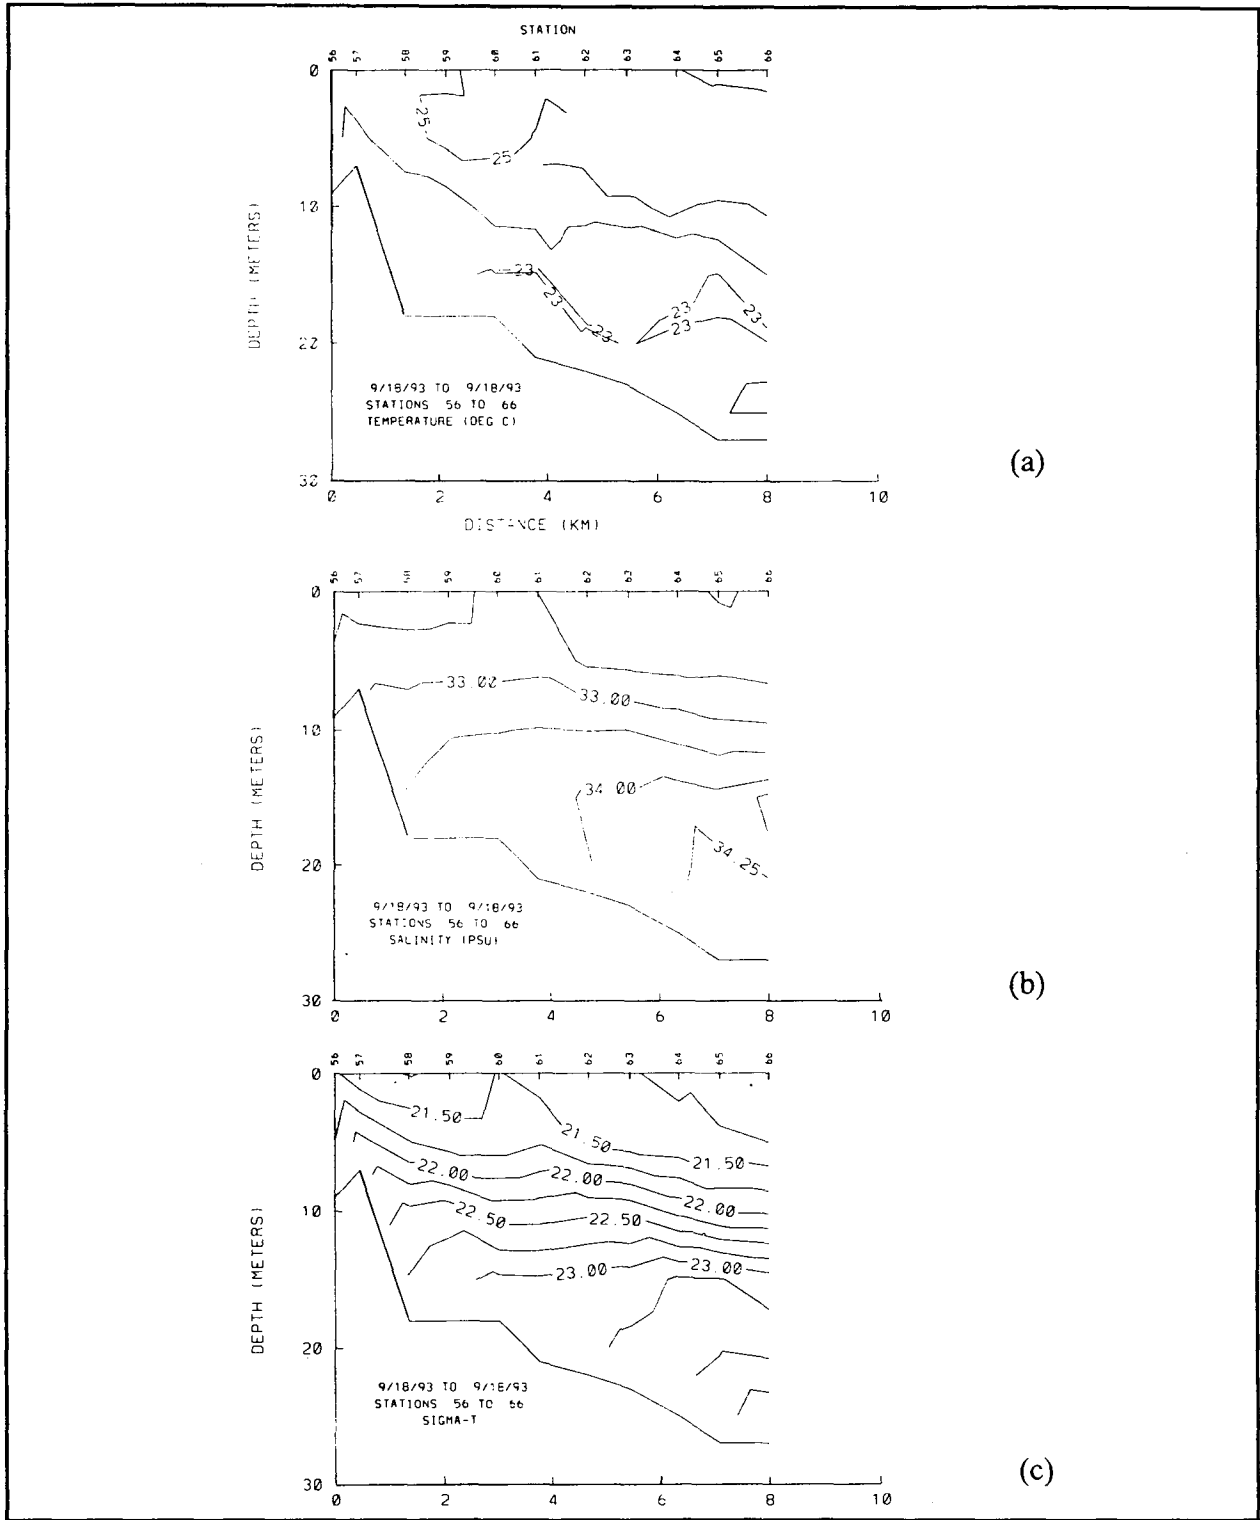 STATION
56 57 58 59 60 61 62 63 64 65 66
0
10
20
30
DEPTH (METERS)
25
25
23
23
23
23
23
23
9/18/93 TO 9/18/93
STATIONS 56 TO 66
TEMPERATURE (DEG C)
0 2 4 6 8 10
DISTANCE (KM)
(a)
56 57 58 59 60 61 62 63 64 65 66
0
10
20
30
DEPTH (METERS)
33.00
33.00
34.00
34.25
9/18/93 TO 9/18/93
STATIONS 56 TO 66
SALINITY (PSU)
0 2 4 6 8 10
(b)
56 57 58 59 60 61 62 63 64 65 66
0
10
20
30
DEPTH (METERS)
21.50
21.50
21.50
22.00
22.00
22.00
22.50
22.50
23.00
23.00
9/18/93 TO 9/18/93
STATIONS 56 TO 66
SIGMA-T
0 2 4 6 8 10
(c)